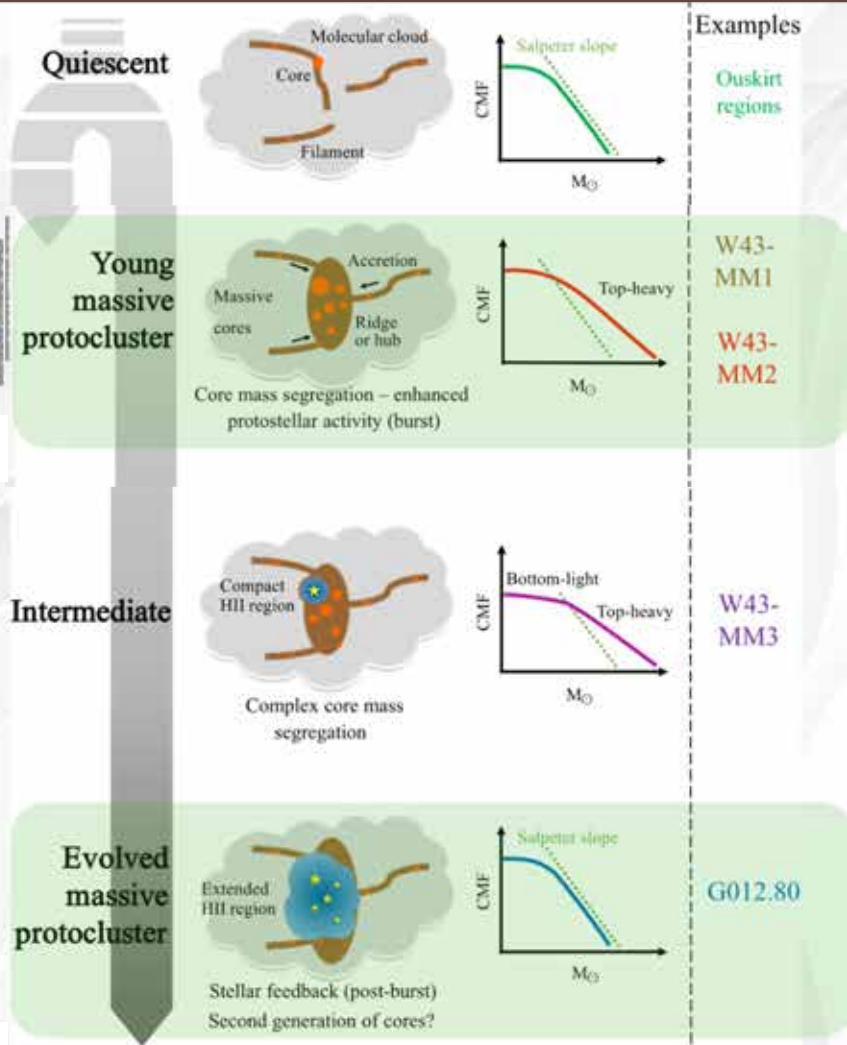 Examples
Quiescent
Molecular cloud
Core
Filament
Salpeter slope
CMF
M☉
Ouskirt
regions
Young
massive
protocluster
Accretion
Massive
cores
Ridge
or hub
Core mass segregation – enhanced
protostellar activity (burst)
Top-heavy
CMF
M☉
W43-
MM1
W43-
MM2
Intermediate
Compact
HII region
Complex core mass
segregation
Bottom-light
Top-heavy
CMF
M☉
W43-
MM3
Evolved
massive
protocluster
Extended
HII region
Stellar feedback (post-burst)
Second generation of cores?
Salpeter slope
CMF
M☉
G012.80